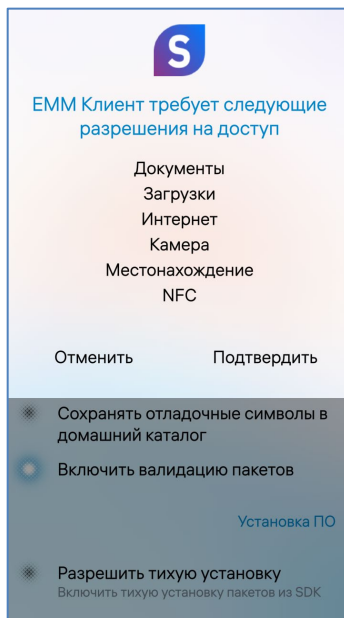 S
EMM Клиент требует следующие
разрешения на доступ
Документы
Загрузки
Интернет
Камера
Местонахождение
NFC
Отменить Подтвердить
Сохранять отладочные символы в
домашний каталог
Включить валидацию пакетов
Установка ПО
Разрешить тихую установку
Включить тихую установку пакетов из SDK